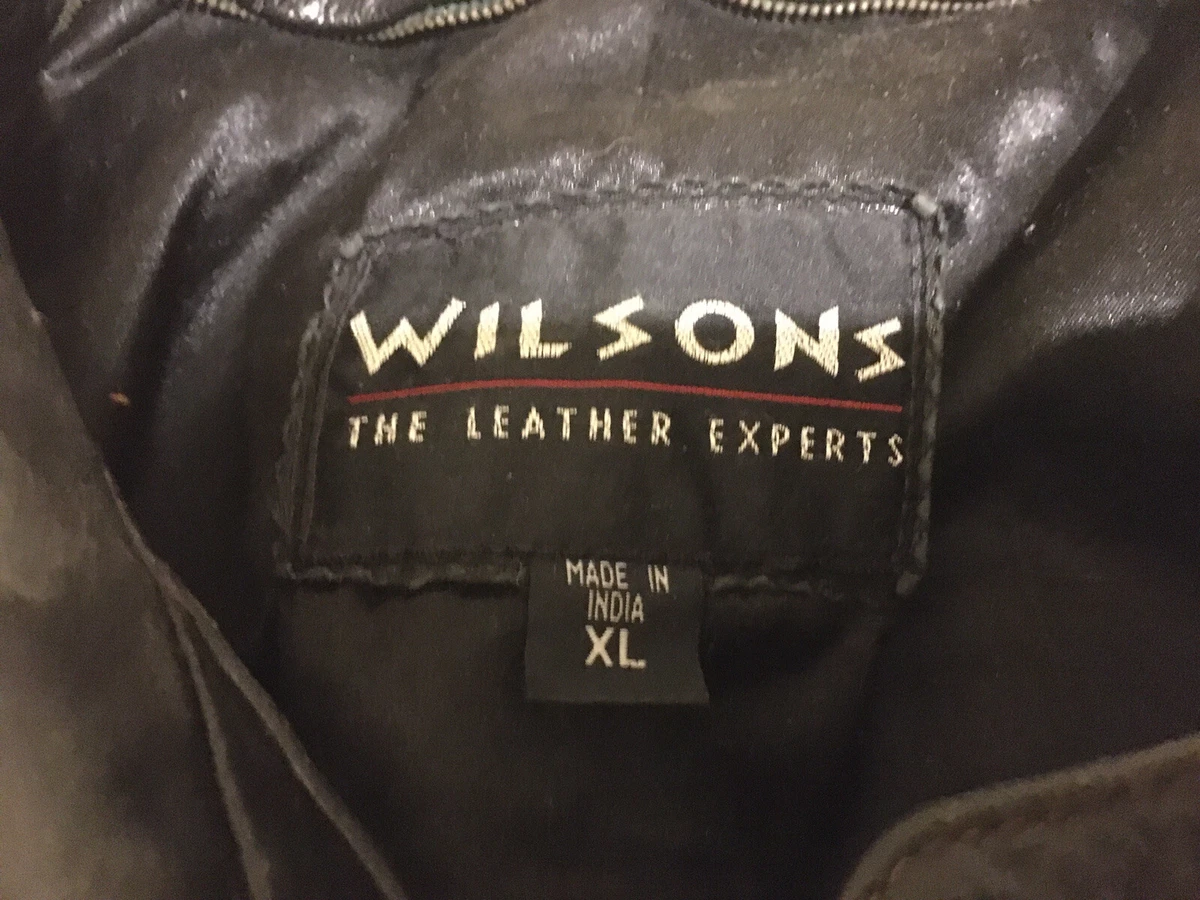 WILSONS
THE LEATHER EXPERTS
MADE IN
INDIA
XL